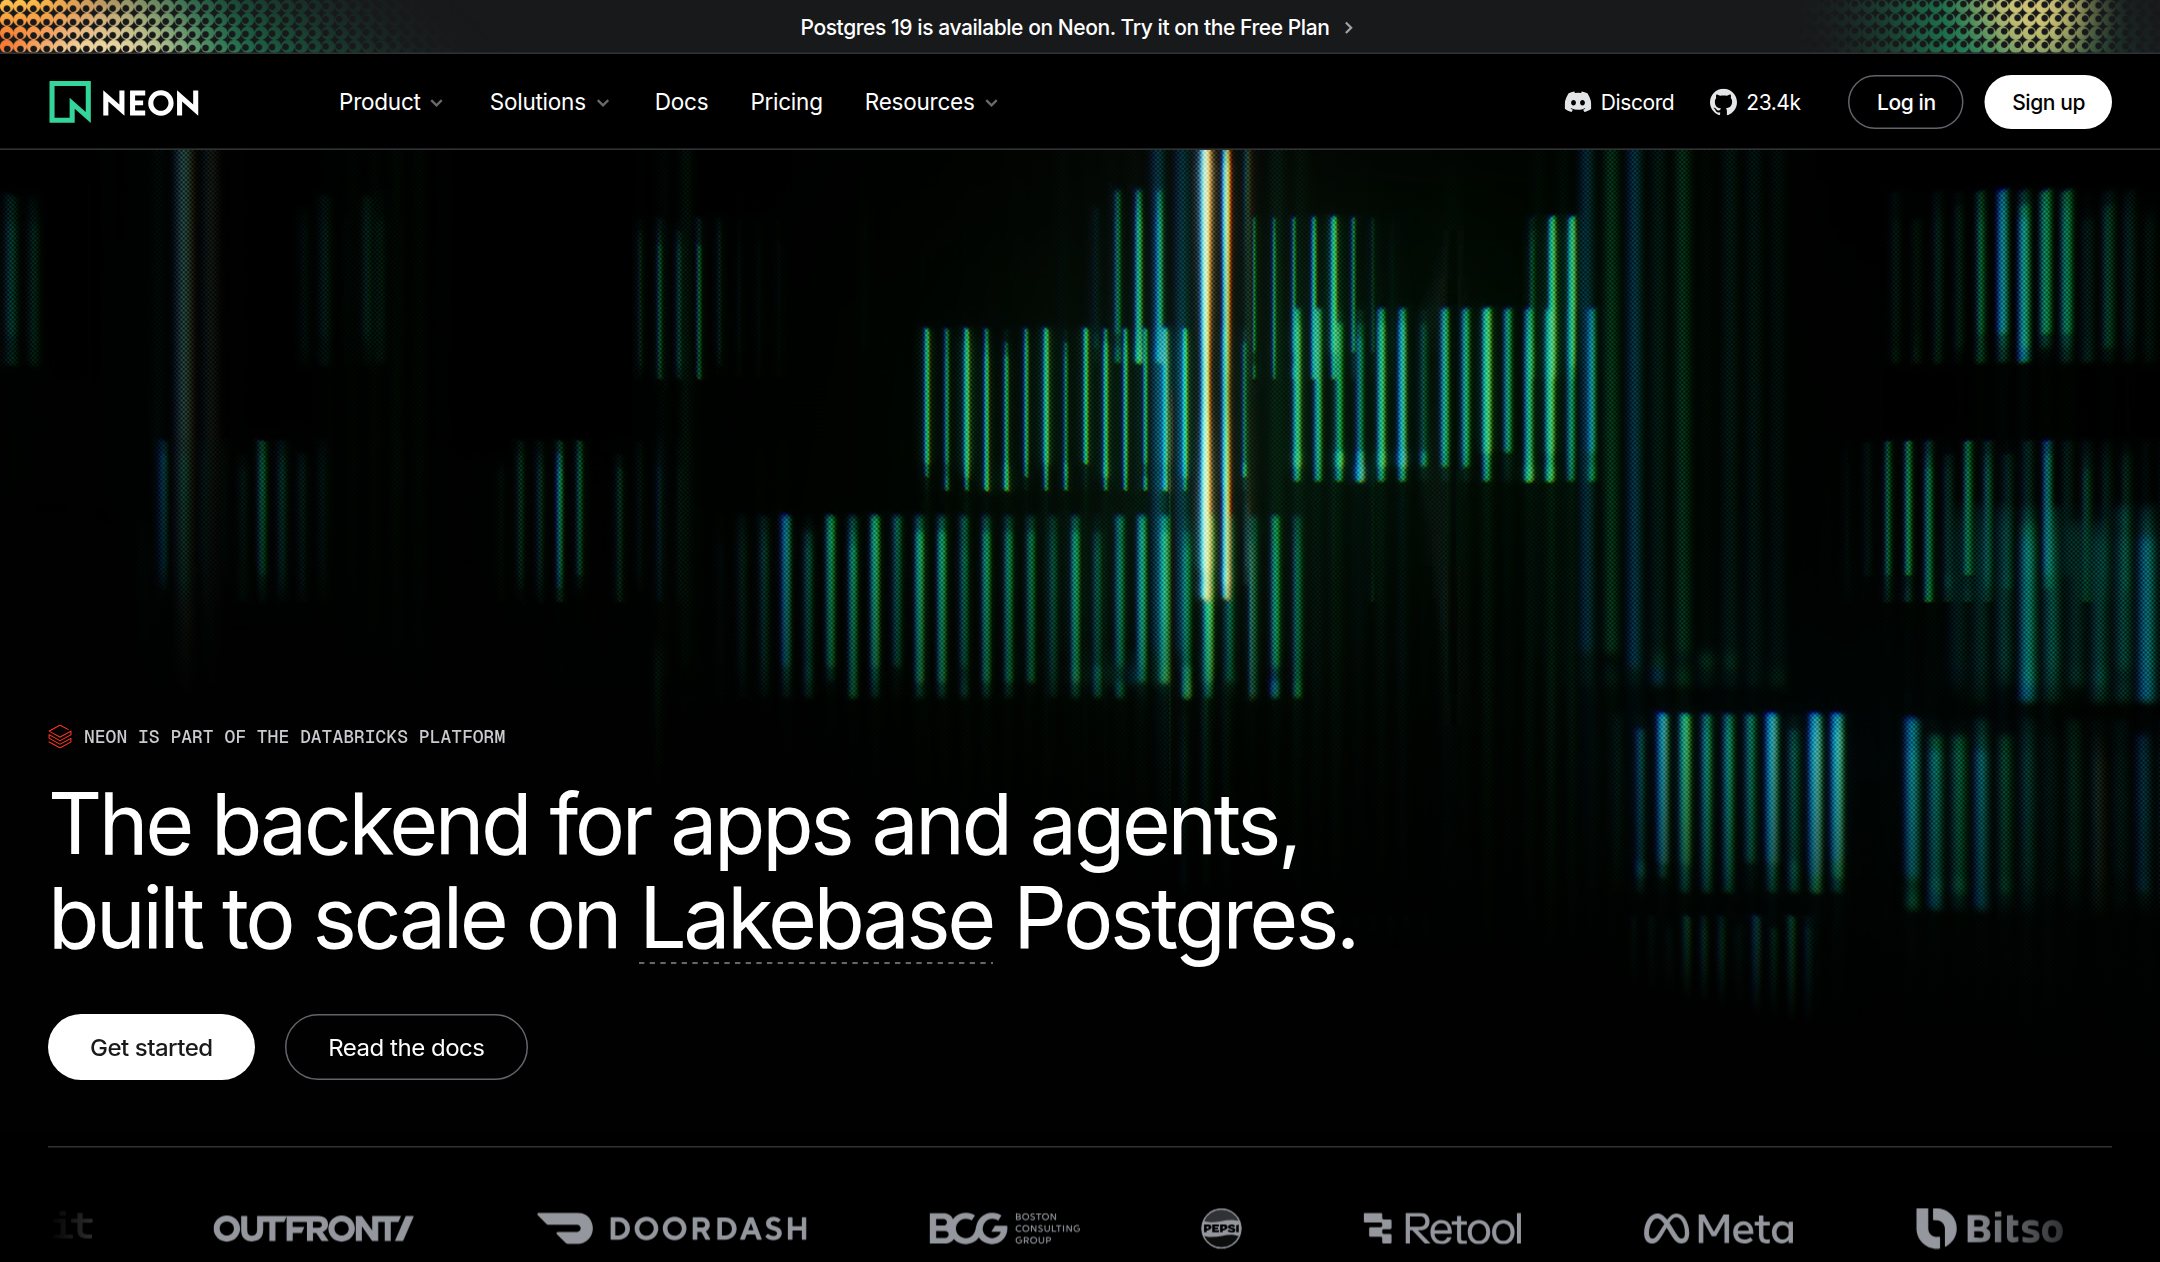 Postgres 19 is available on Neon. Try it on the Free Plan
NEON
Product
Solutions
Docs
Pricing
Resources
Discord
23.4k
Log in
Sign up
NEON IS PART OF THE DATABRICKS PLATFORM
The backend for apps and agents,
built to scale on Lakebase Postgres.
Get started
Read the docs
it
OUTFRONT/
DOORDASH
BCG
BOSTON
CONSULTING
GROUP
PEPSI
Retool
Meta
Bitso